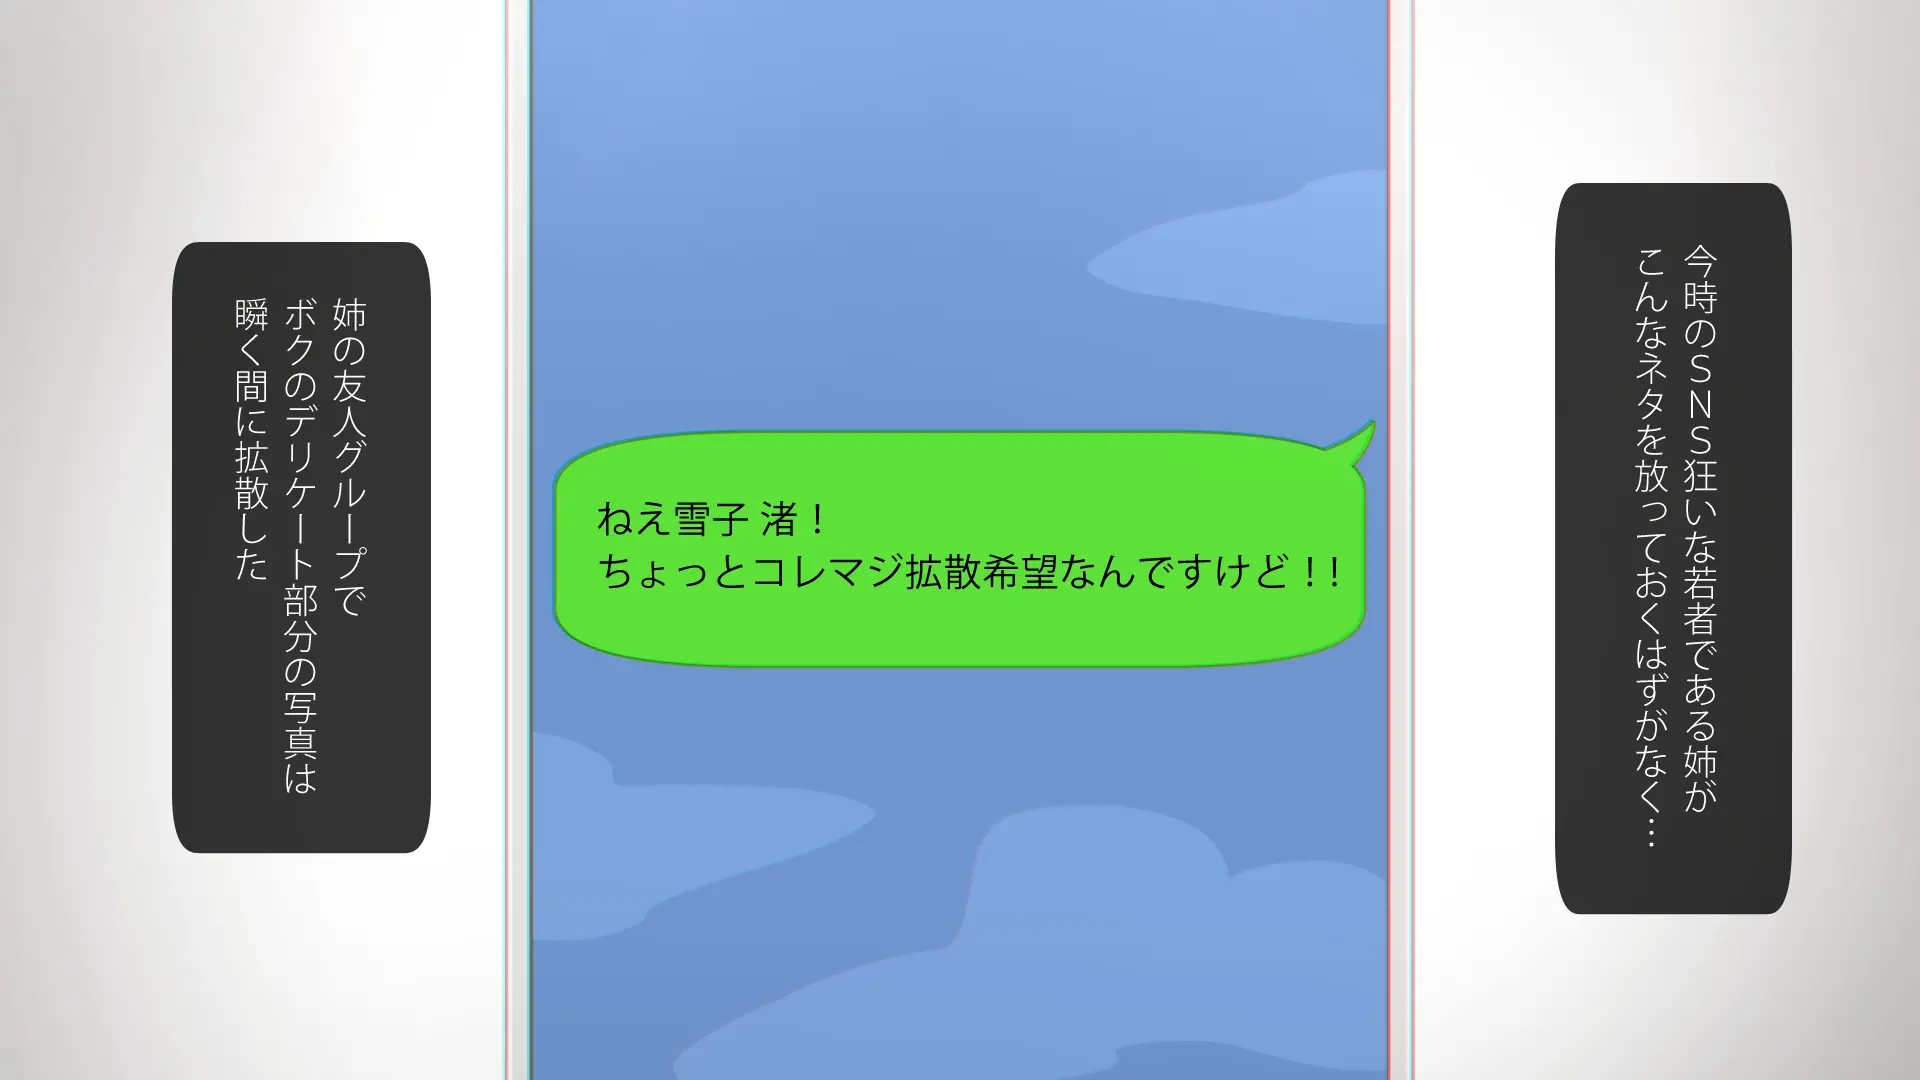 今時のＳＮＳ狂いな若者である姉が
こんなネタを放っておくはずがなく…
ねえ雪子 渚！
ちょっとコレマジ拡散希望なんですけど！！
姉の友人グループで
ボクのデリケート部分の写真は
瞬く間に拡散した